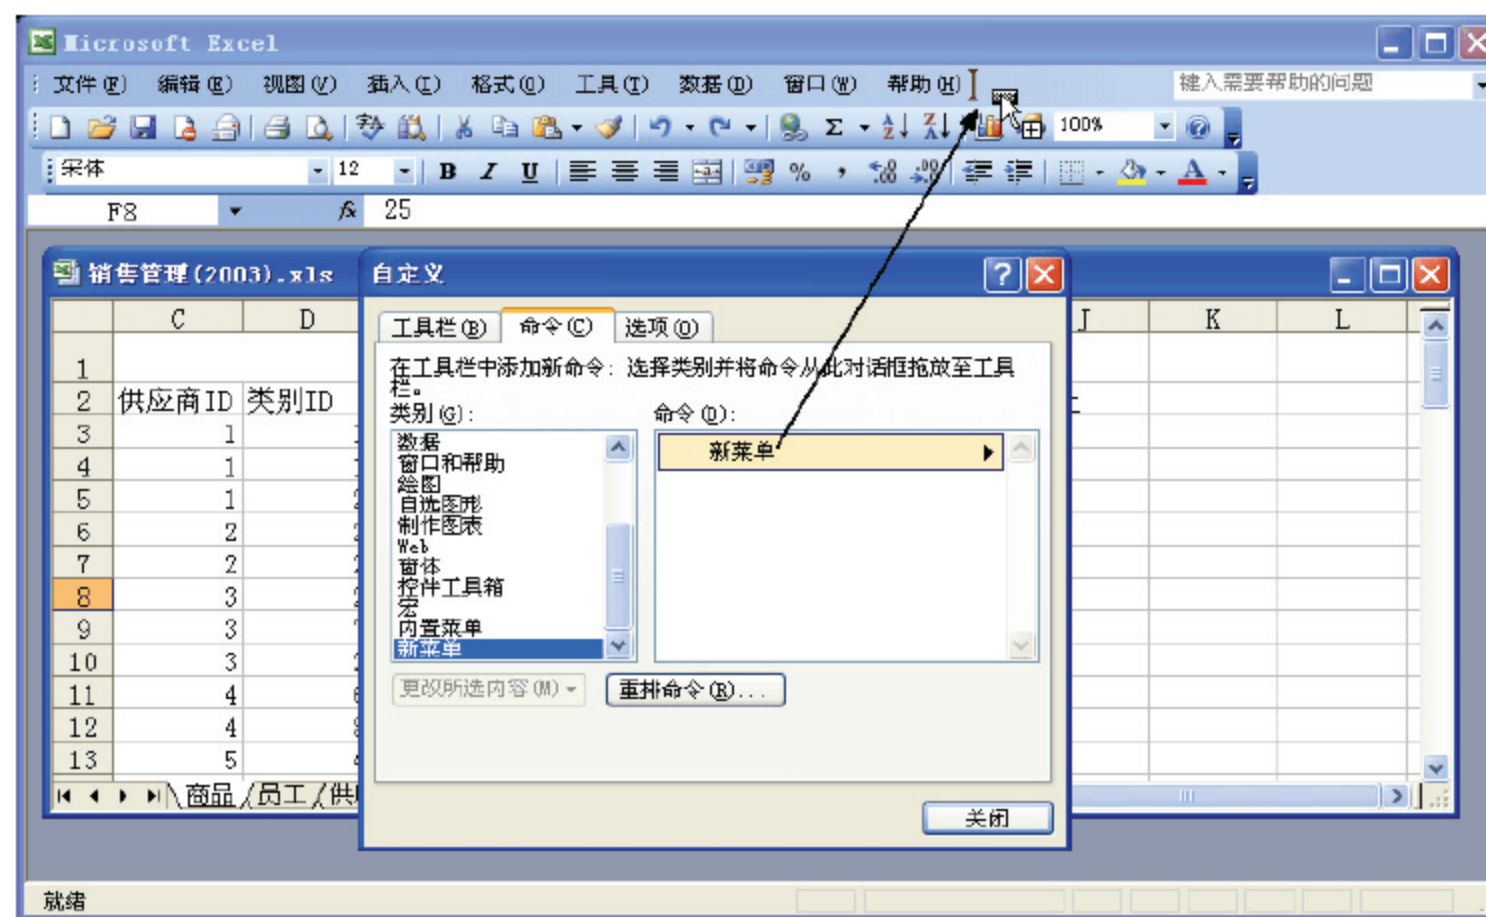 Microsoft Excel
文件(F) 编辑(E) 视图(V) 插入(I) 格式(O) 工具(T) 数据(D) 窗口(W) 帮助(H) 键入需要帮助的问题
100%
宋体 12 B I U % ,
F8 fx 25
销售管理(2003).xls
自定义
C D J K L
工具栏(B) 命令(C) 选项(O)
在工具栏中添加新命令: 选择类别并将命令从此对话框拖放至工具
栏。
类别(G): 命令(D):
1
2 供应商ID 类别ID
3 1
4 1
5 1
6 2
7 2
8 3
9 3
10 3
11 4
12 4
13 5
数据
窗口和帮助
绘图
自选图形
制作图表
Web
窗体
控件工具箱
宏
内置菜单
新菜单
新菜单
更改所选内容(M) 重排命令(R)...
商品 员工 供
关闭
就绪